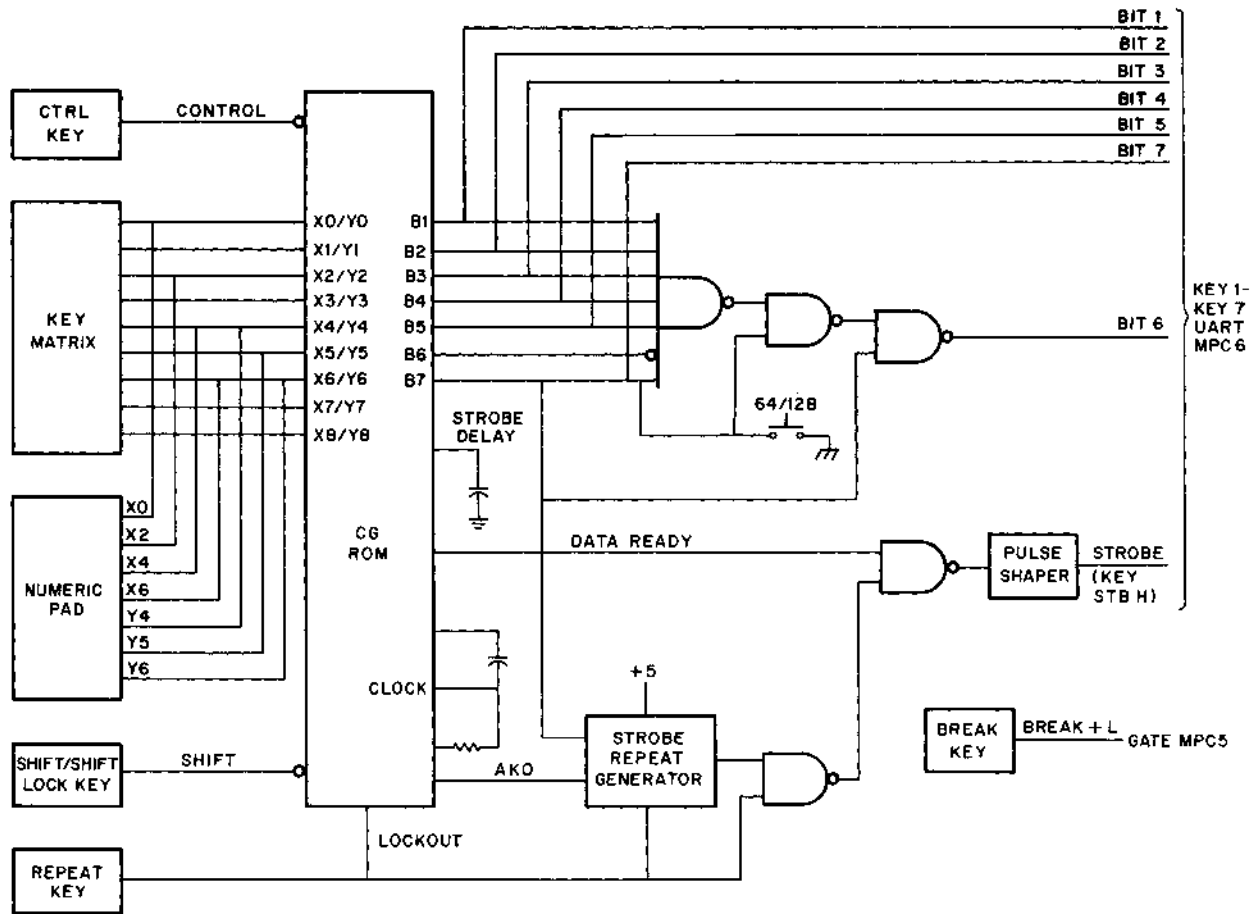 BIT 1
BIT 2
BIT 3
BIT 4
BIT 5
BIT 7
CTRL
KEY
CONTROL
KEY
MATRIX
X0/Y0
X1/Y1
X2/Y2
X3/Y3
X4/Y4
X5/Y5
X6/Y6
X7/Y7
X8/Y8
B1
B2
B3
B4
B5
B6
B7
BIT 6
KEY 1-
KEY 7
UART
MPC6
64/128
STROBE
DELAY
CG
ROM
NUMERIC
PAD
X0
X2
X4
X6
Y4
Y5
Y6
DATA READY
PULSE
SHAPER
STROBE
(KEY
STB H)
CLOCK
+5
STROBE
REPEAT
GENERATOR
AKO
BREAK
KEY
BREAK + L
GATE MPC5
SHIFT/SHIFT
LOCK KEY
SHIFT
LOCKOUT
REPEAT
KEY